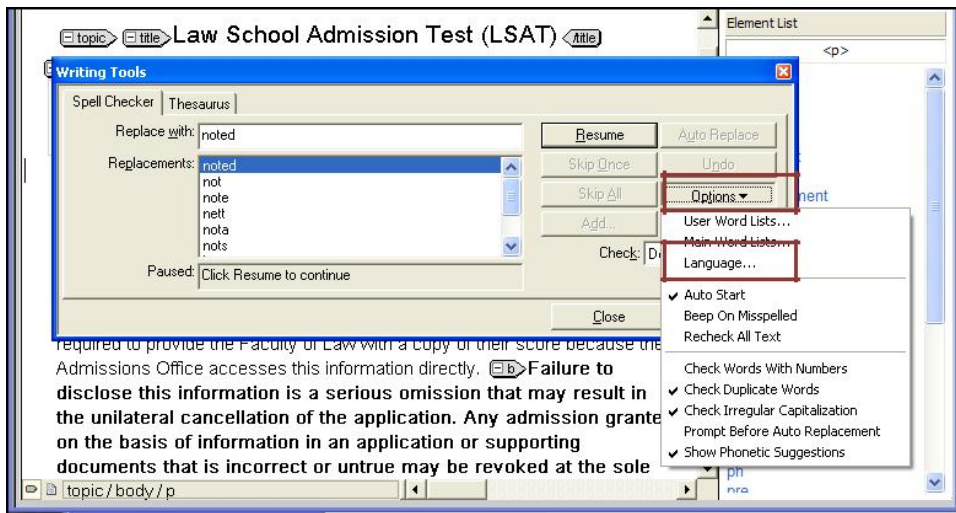 topic title Law School Admission Test (LSAT) /title
Element List
<p>
Writing Tools
Spell Checker Thesaurus
Replace with: noted
Resume Auto Replace
Replacements: noted
not
note
nett
nota
nots
Skip Once Undo
Skip All Options
Add...
Check:
Paused: Click Resume to continue
Close
User Word Lists...
Main Word Lists...
Language...
Auto Start
Beep On Misspelled
Recheck All Text
Check Words With Numbers
Check Duplicate Words
Check Irregular Capitalization
Prompt Before Auto Replacement
Show Phonetic Suggestions
required to provide the Faculty of Law with a copy of their score because the
Admissions Office accesses this information directly. b Failure to
disclose this information is a serious omission that may result in
the unilateral cancellation of the application. Any admission grante
on the basis of information in an application or supporting
documents that is incorrect or untrue may be revoked at the sole
ph
pre
topic/body/p